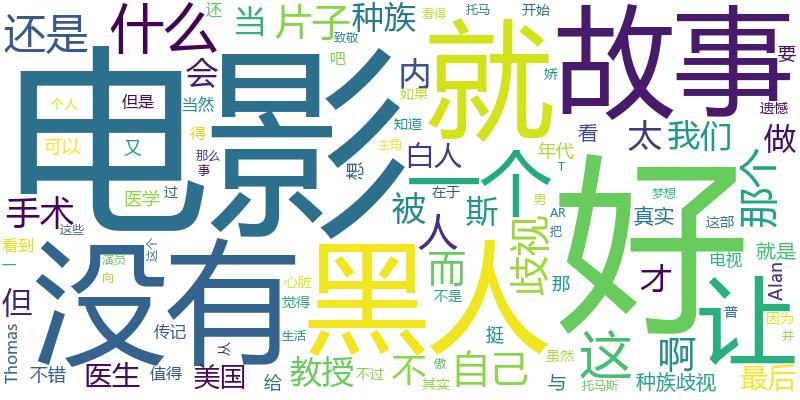 还是
什么
当
片子
种族
还
看得
托马
开始
会
致敬
吧
内
就
故事
娇
要
电影
个人
但是
当然
如果
遗憾
可以
又
得
知道
看
太
我们
做
那么
事
主角
医学
过
想
白人
一个
年代
T
好
梦想
那个
手术
这些
被
在于
斯
男
AR
把
真实
这部
人
歧视
看到
一
演员
向
这个
没有
黑人
心脏
觉得
而
不是
那
才
电视
就是
Alan
但
Thomas
传记
从
生活
挺
这
啊
让
普
因为
并
不错
医生
值得
美国
给
教授
不过
不
傲
其实
自己
与
虽然
托马斯
种族歧视
最后